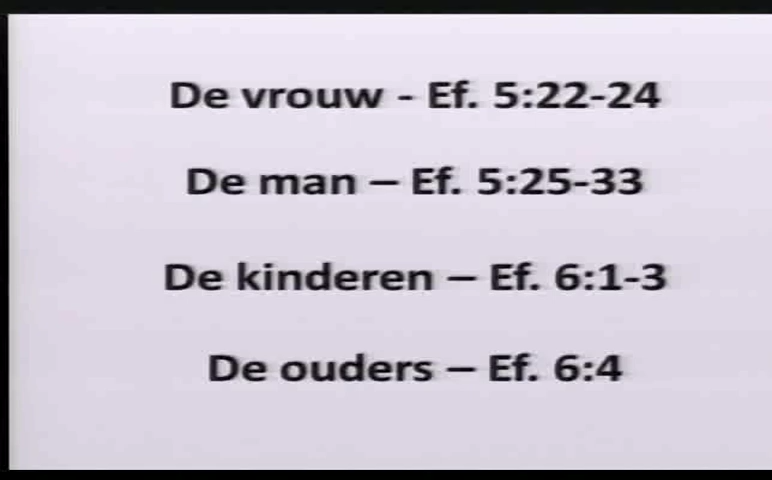 De vrouw - Ef. 5:22-24
De man – Ef. 5:25-33
De kinderen – Ef. 6:1-3
De ouders – Ef. 6:4